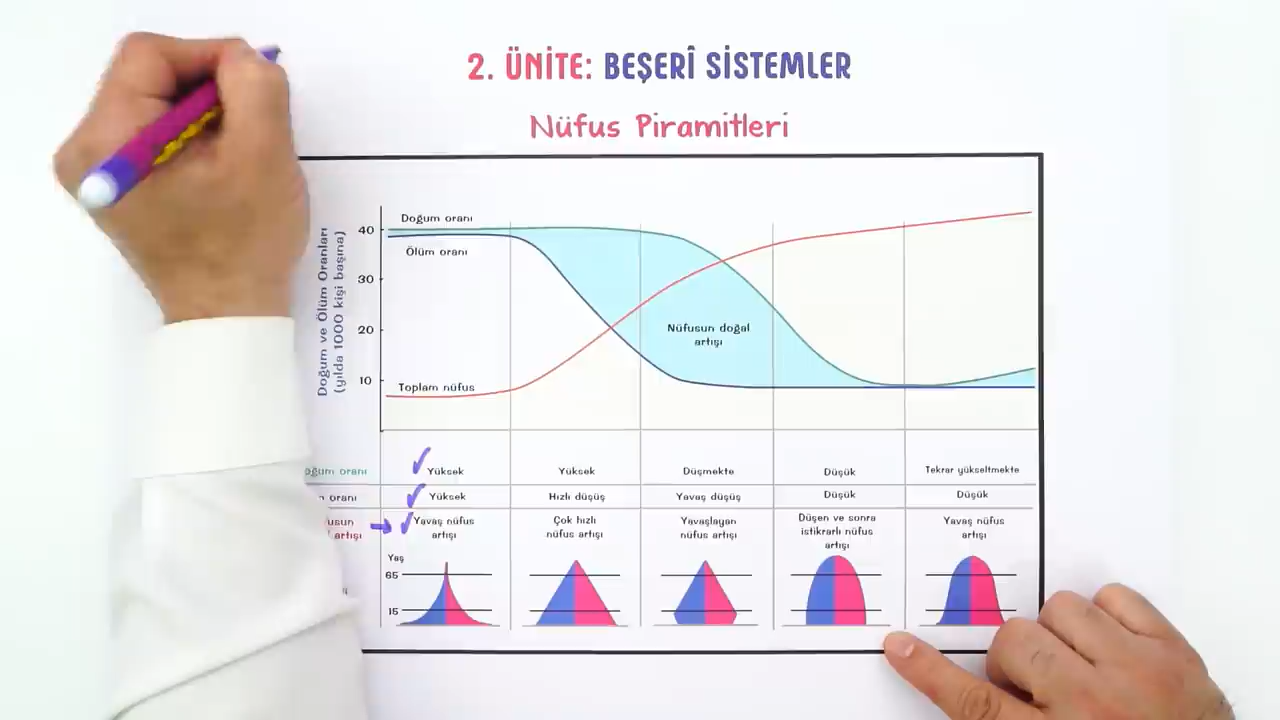 2. ÜNİTE: BEŞERÎ SİSTEMLER
Nüfus Piramitleri
Doğum ve Ölüm Oranları
(yılda 1000 kişi başına)
40
30
20
10
Doğum oranı
Ölüm oranı
Toplam nüfus
Nüfusun doğal
artışı
oranı Yüksek Yüksek Düşmekte Düşük Tekrar yükseltmekte
oranı Yüksek Hızlı düşüş Yavaş düşüş Düşük Düşük
artışı
Yavaş nüfus
artışı
Çok hızlı
nüfus artışı
Yavaşlayan
nüfus artışı
Düşen ve sonra
istikrarlı nüfus
artışı
Yavaş nüfus
artışı
Yaş
65
15